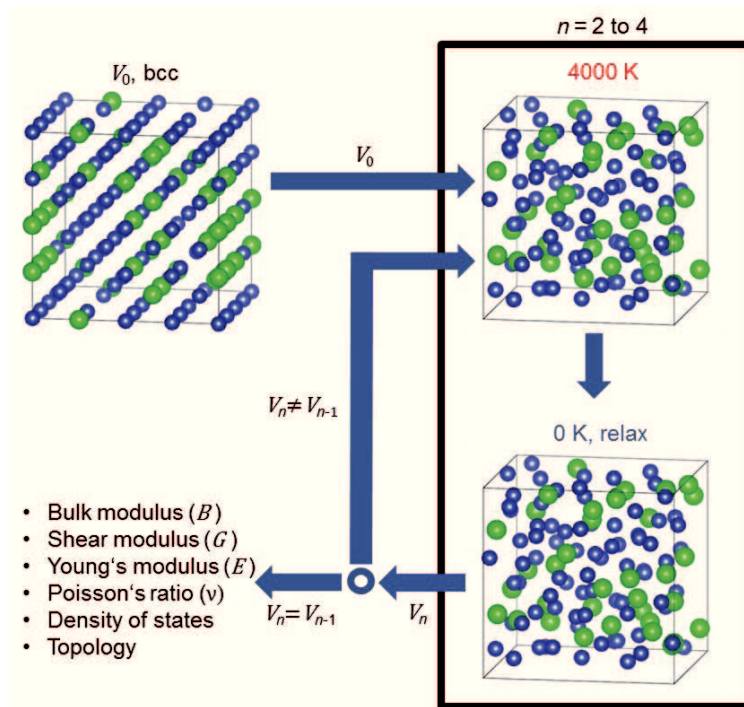 n = 2 to 4
V₀, bcc
4000 K
V₀
Vₙ ≠ Vₙ₋₁
0 K, relax
• Bulk modulus (B)
• Shear modulus (G)
• Young‘s modulus (E)
• Poisson‘s ratio (ν)
• Density of states
• Topology
Vₙ = Vₙ₋₁
Vₙ